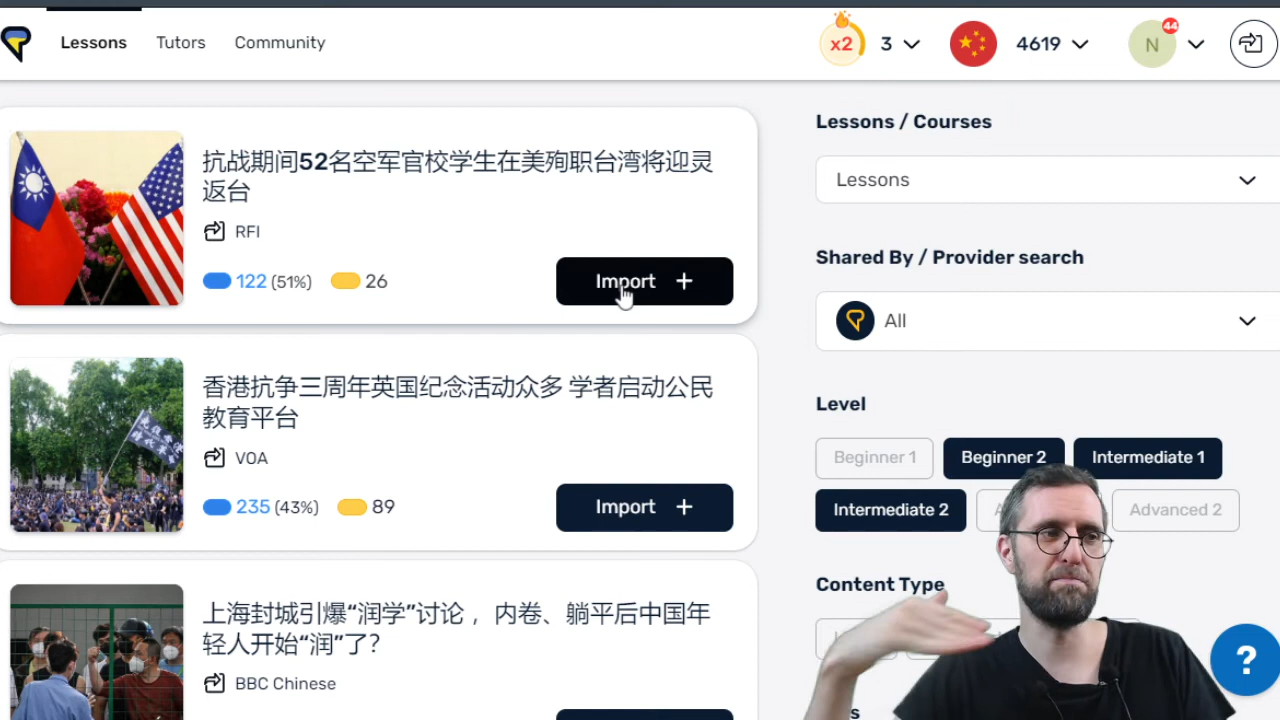 Lessons
Tutors
Community
x2
3
4619
N
44
抗战期间52名空军官校学生在美殉职台湾将迎灵
返台
RFI
122 (51%)
26
Import +
香港抗争三周年英国纪念活动众多 学者启动公民
教育平台
VOA
235 (43%)
89
Import +
上海封城引爆“润学”讨论 ，内卷、躺平后中国年
轻人开始“润”了？
BBC Chinese
Lessons / Courses
Lessons
Shared By / Provider search
All
Level
Beginner 1
Beginner 2
Intermediate 1
Intermediate 2
Advanced 2
Content Type
?